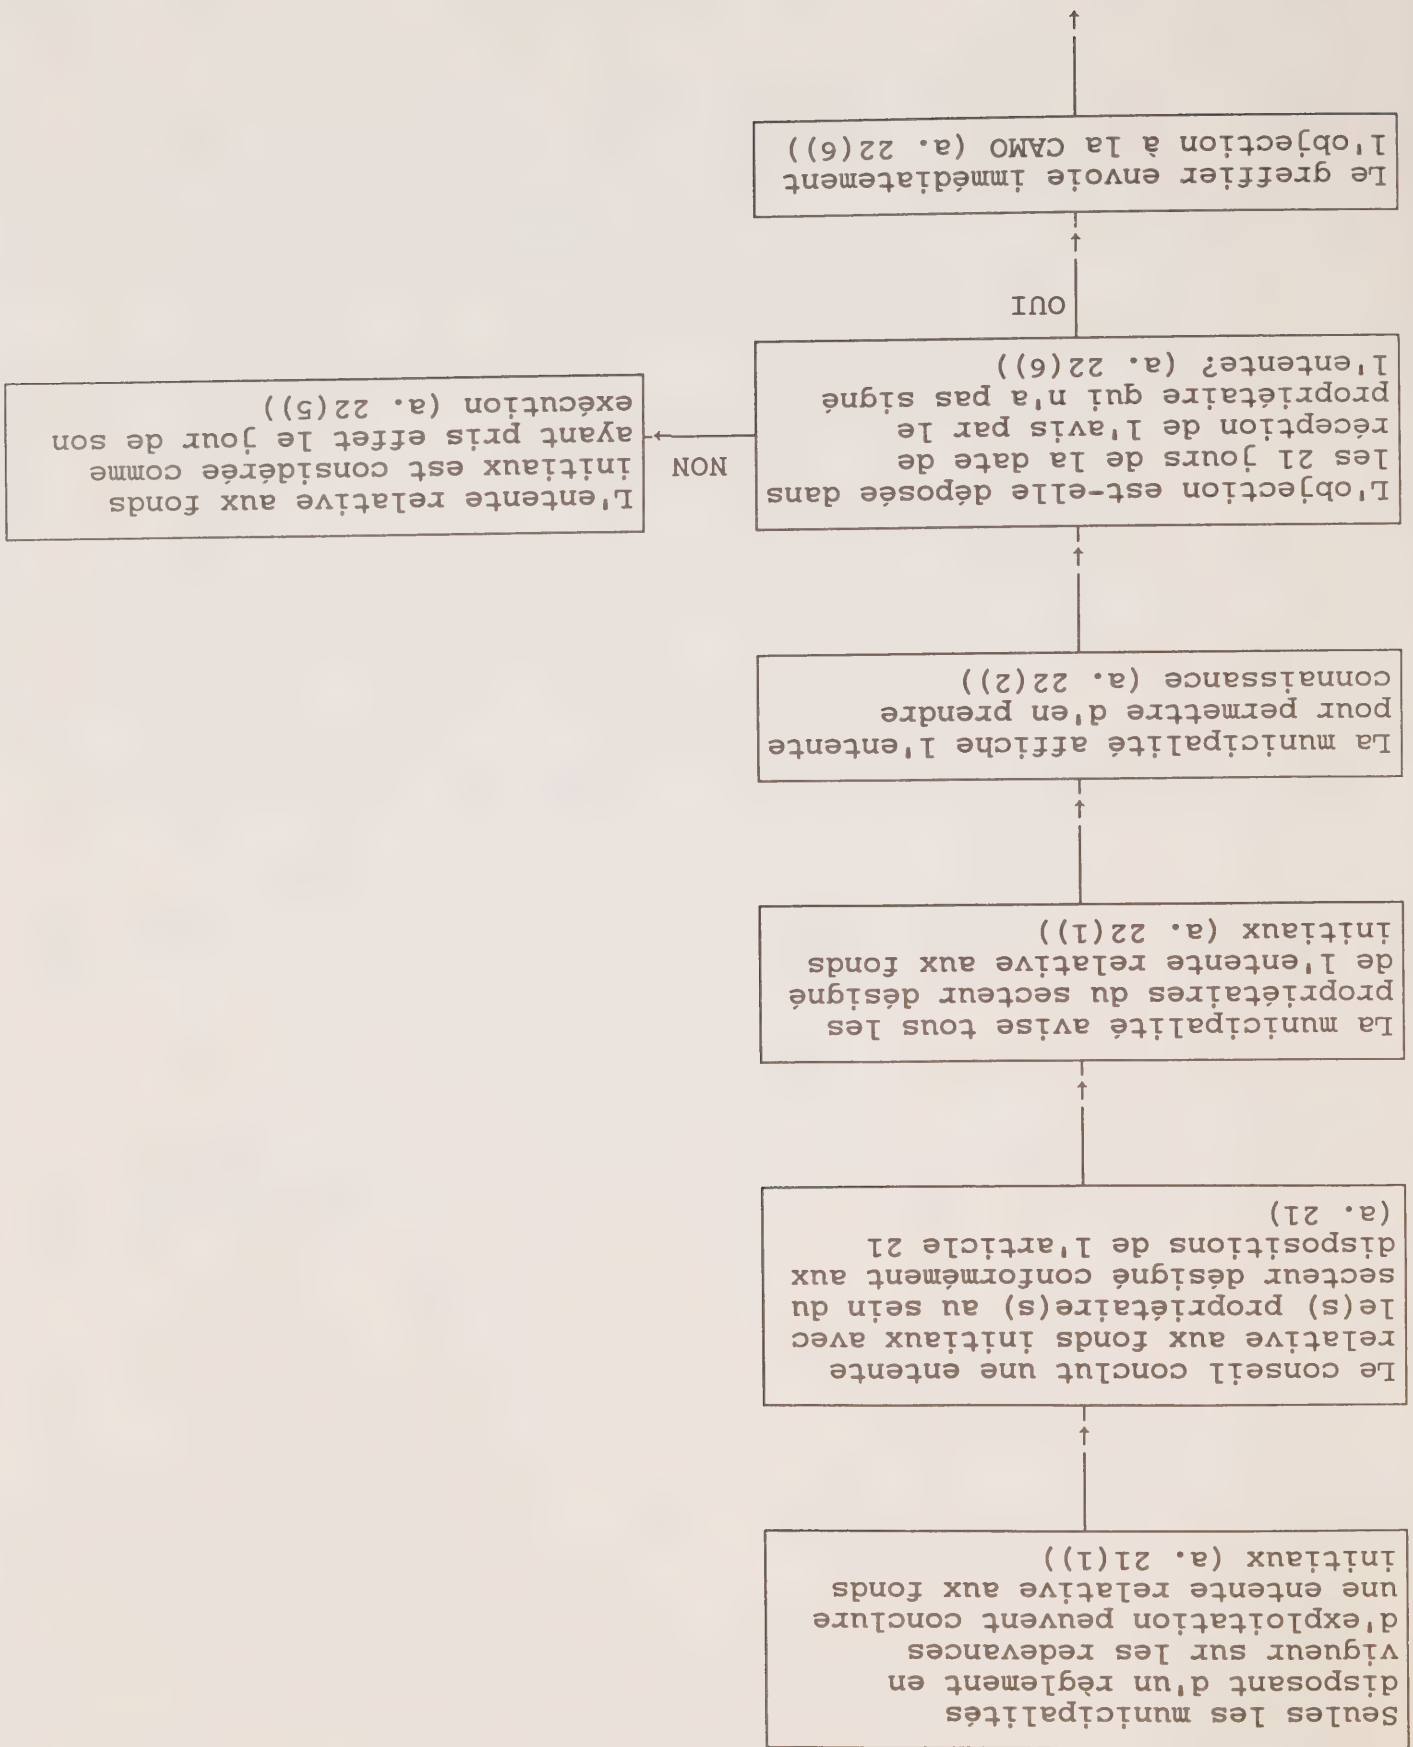 Seules les municipalités
disposant d'un règlement en
vigueur sur les redevances
d'exploitation peuvent conclure
une entente relative aux fonds
initiaux (a. 21(1))
Le conseil conclut une entente
relative aux fonds initiaux avec
le(s) propriétaire(s) au sein du
secteur désigné conformément aux
dispositions de l'article 21
(a. 21)
La municipalité avise tous les
propriétaires du secteur désigné
de l'entente relative aux fonds
initiaux (a. 22(1))
La municipalité affiche l'entente
pour permettre d'en prendre
connaissance (a. 22(2))
L'objection est-elle déposée dans
les 21 jours de la date de
réception de l'avis par le
propriétaire qui n'a pas signé
l'entente? (a. 22(6))
NON
L'entente relative aux fonds
initiaux est considérée comme
ayant pris effet le jour de son
exécution (a. 22(5))
OUI
Le greffier envoie immédiatement
l'objection à la CAMO (a. 22(6))